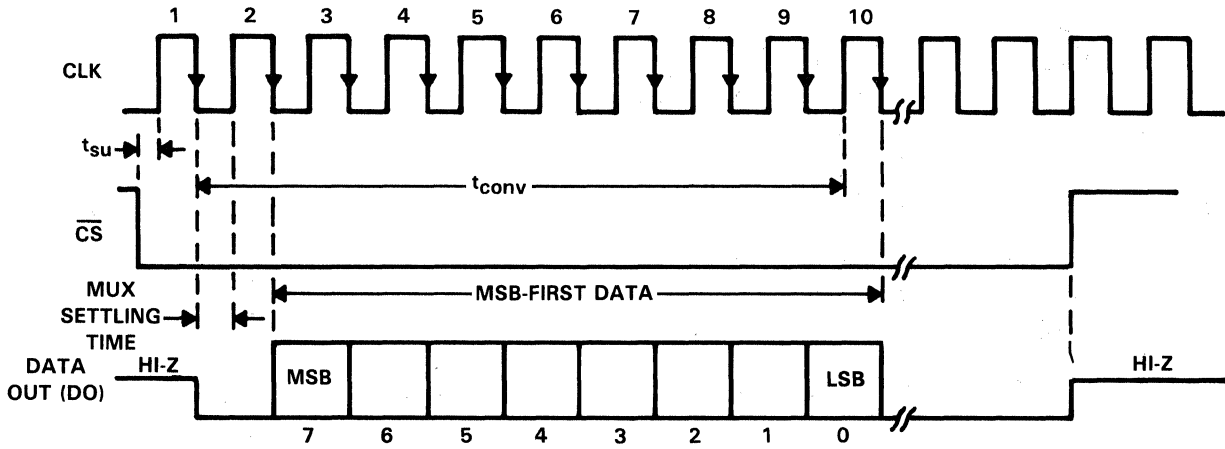 1 2 3 4 5 6 7 8 9 10
CLK
tsu
tconv
CS
MSB-FIRST DATA
MUX
SETTLING
TIME
DATA
OUT (DO)
HI-Z
MSB
LSB
HI-Z
7 6 5 4 3 2 1 0